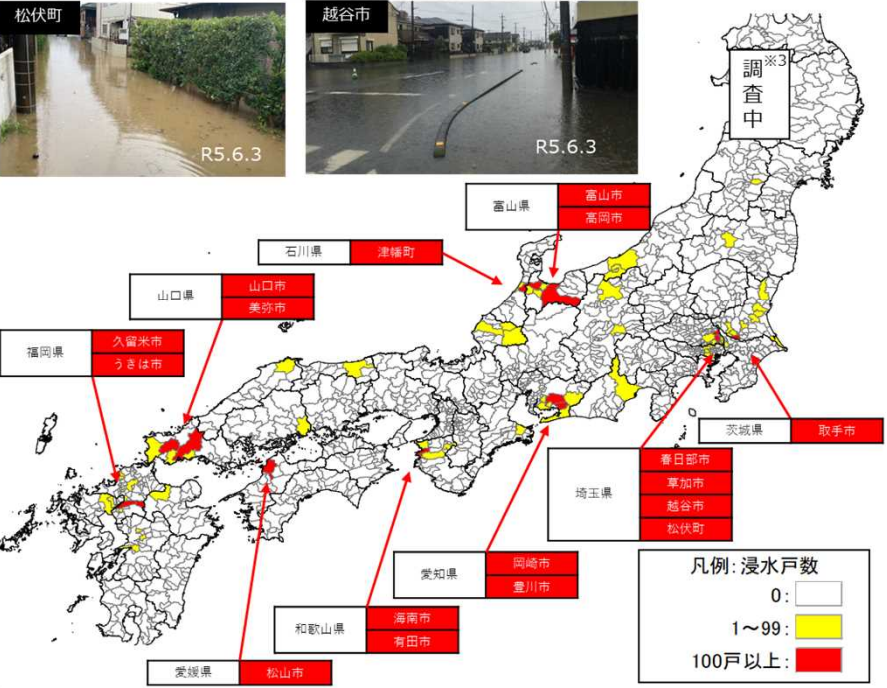 松伏町
R5.6.3
越谷市
R5.6.3
調査中※3
富山県
富山市
高岡市
石川県
津幡町
山口県
山口市
美弥市
福岡県
久留米市
うきは市
茨城県
取手市
埼玉県
春日部市
草加市
越谷市
松伏町
愛知県
岡崎市
豊川市
和歌山県
海南市
有田市
愛媛県
松山市
凡例:浸水戸数
0:
1～99:
100戸以上: